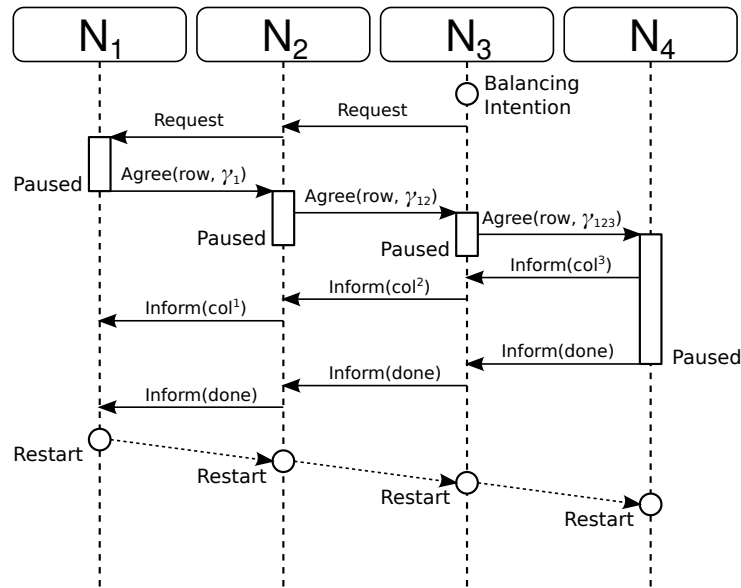 N₁ N₂ N₃ N₄
Balancing
Intention
Request
Request
Paused
Agree(row, γ₁)
Agree(row, γ₁₂)
Paused
Agree(row, γ₁₂₃)
Paused
Inform(col³)
Inform(col²)
Inform(col¹)
Inform(done)
Paused
Inform(done)
Inform(done)
Restart
Restart
Restart
Restart